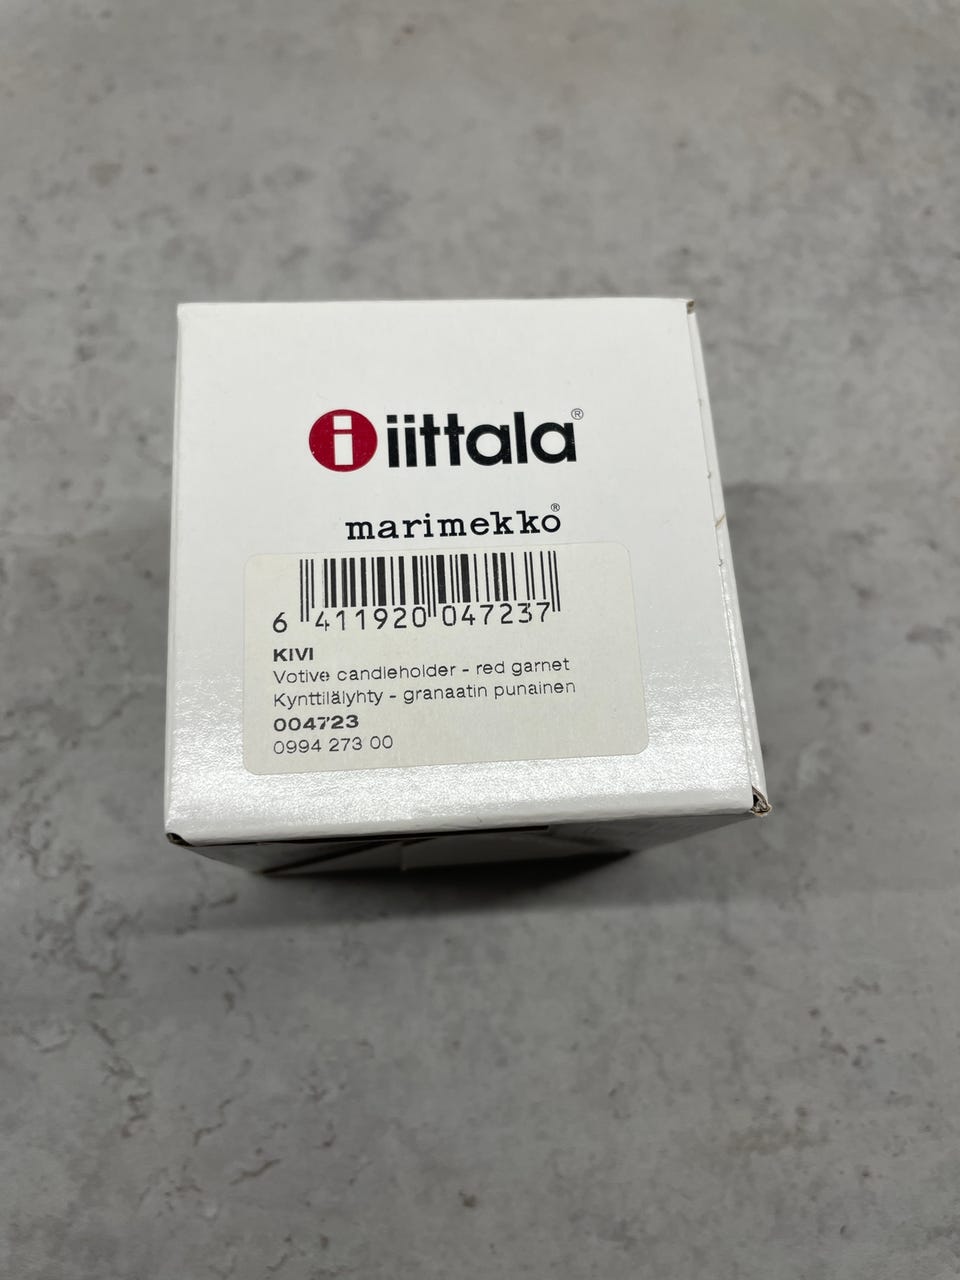 i iittala®
marimekko®
6 411920 047237
KIVI
Votive candleholder - red garnet
Kynttilälyhty - granaatin punainen
004723
0994 273 00